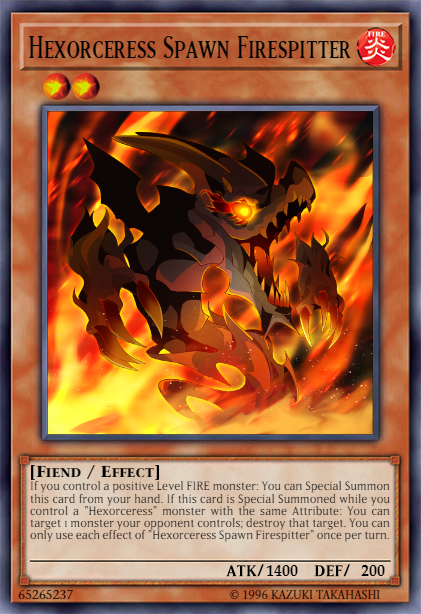 Hexorceress Spawn Firespitter
FIRE
炎
[Fiend / Effect]
If you control a positive Level FIRE monster: You can Special Summon
this card from your hand. If this card is Special Summoned while you
control a "Hexorceress" monster with the same Attribute: You can
target 1 monster your opponent controls; destroy that target. You can
only use each effect of "Hexorceress Spawn Firespitter" once per turn.
ATK/1400 DEF/ 200
65265237 © 1996 KAZUKI TAKAHASHI